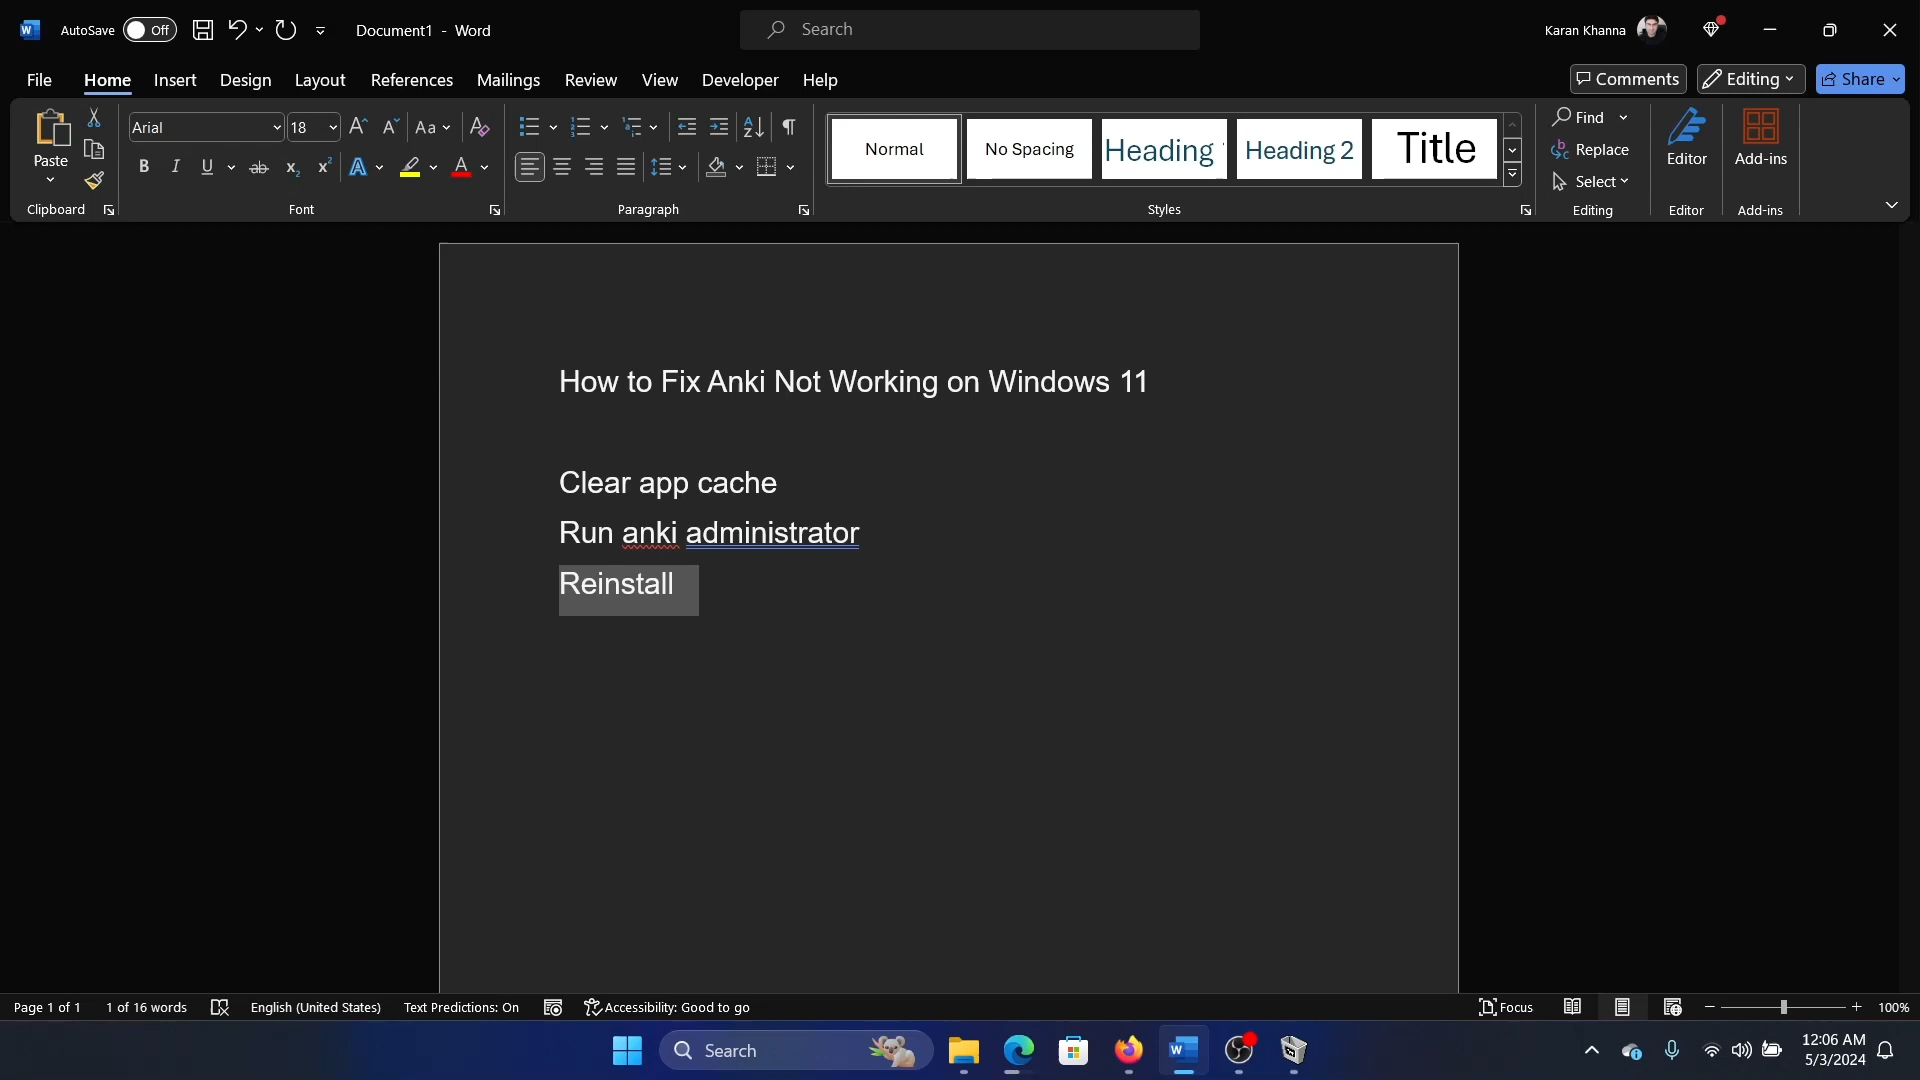 AutoSave Off Document1 - Word Search Karan Khanna
File Home Insert Design Layout References Mailings Review View Developer Help Comments Editing Share
Paste Arial 18 Aa Normal No Spacing Heading Heading 2 Title Find Replace Select Editor Add-ins
Clipboard Font Paragraph Styles Editing Editor Add-ins
How to Fix Anki Not Working on Windows 11
Clear app cache
Run anki administrator
Reinstall
Page 1 of 1 1 of 16 words English (United States) Text Predictions: On Accessibility: Good to go Focus 100%
Search 12:06 AM
5/3/2024